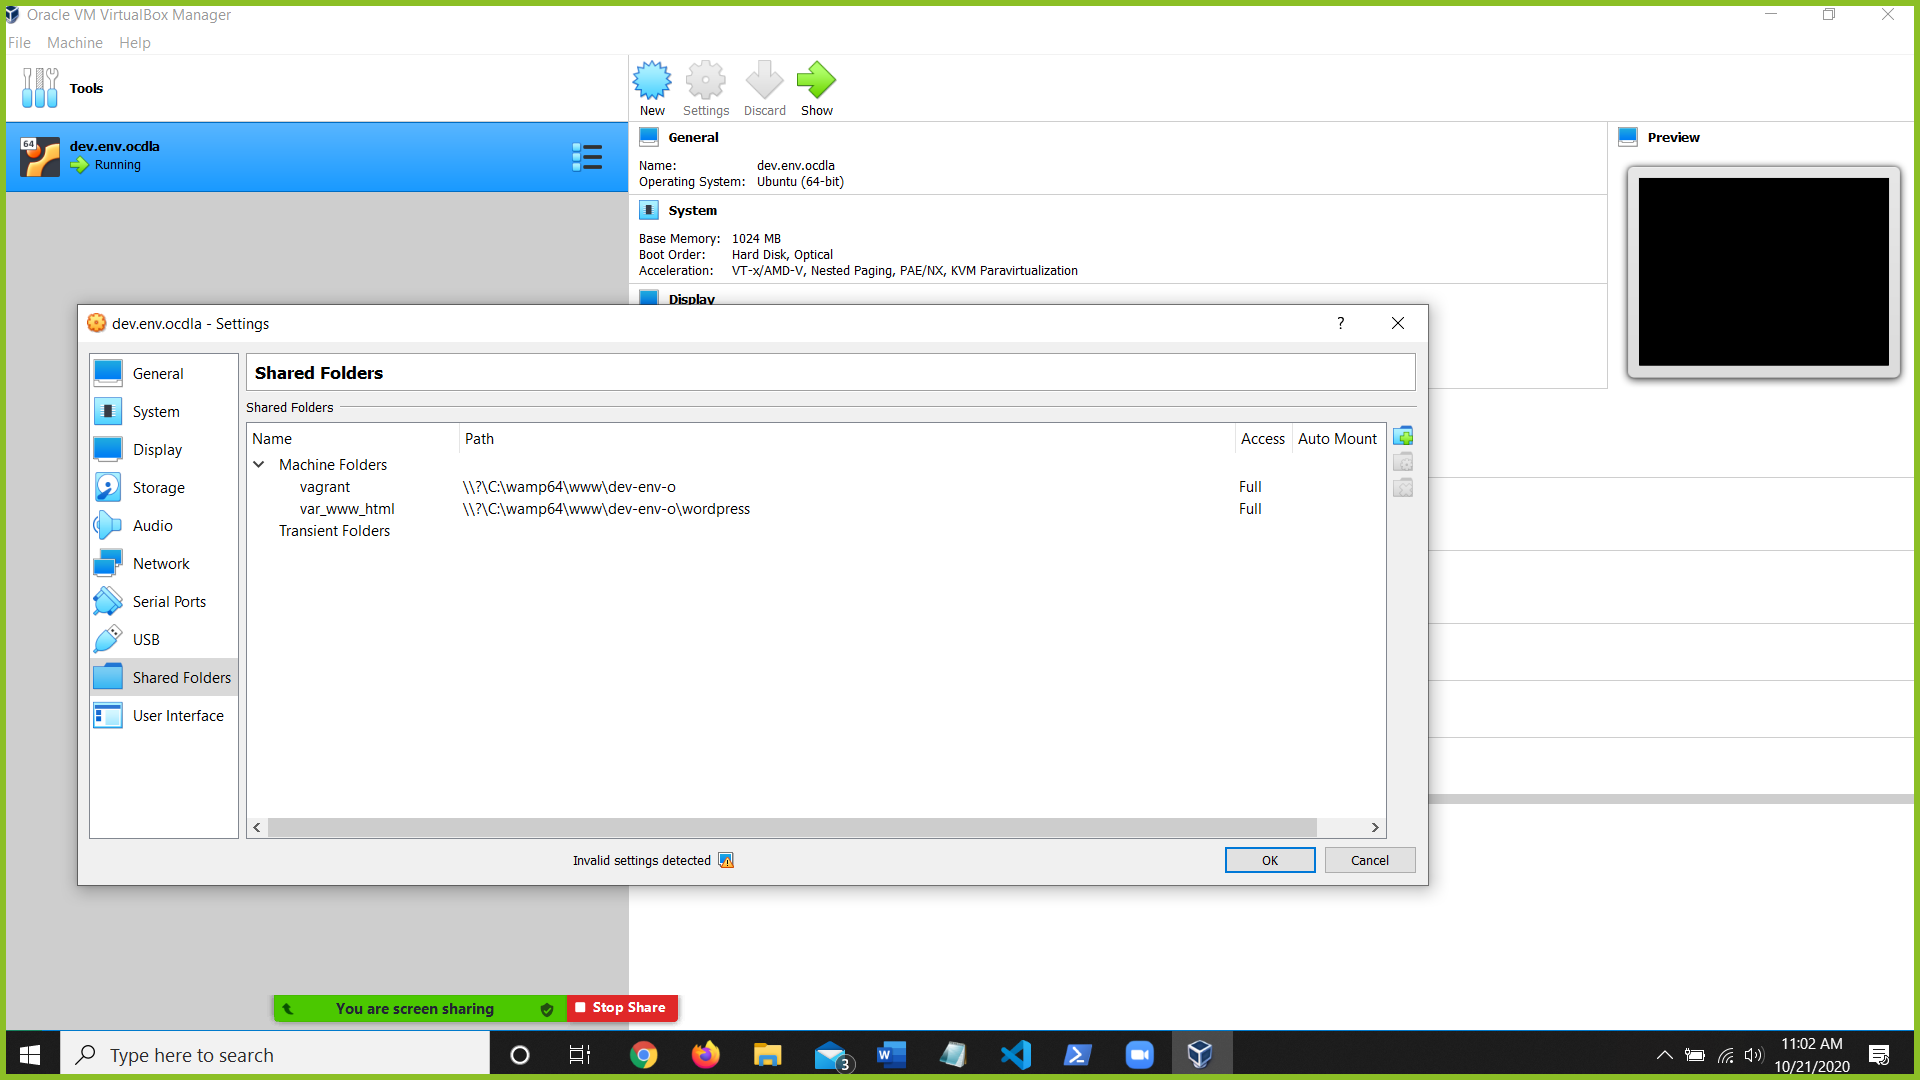 Oracle VM VirtualBox Manager
File Machine Help
Tools
New Settings Discard Show
64
dev.env.ocdla
Running
General
Name: dev.env.ocdla
Operating System: Ubuntu (64-bit)
Preview
System
Base Memory: 1024 MB
Boot Order: Hard Disk, Optical
Acceleration: VT-x/AMD-V, Nested Paging, PAE/NX, KVM Paravirtualization
Display
dev.env.ocdla - Settings
?
General
System
Display
Storage
Audio
Network
Serial Ports
USB
Shared Folders
User Interface
Shared Folders
Shared Folders
Name Path Access Auto Mount
Machine Folders
vagrant \\?\C:\wamp64\www\dev-env-o Full
var_www_html \\?\C:\wamp64\www\dev-env-o\wordpress Full
Transient Folders
Invalid settings detected
OK Cancel
You are screen sharing Stop Share
Type here to search
3
W
11:02 AM
10/21/2020